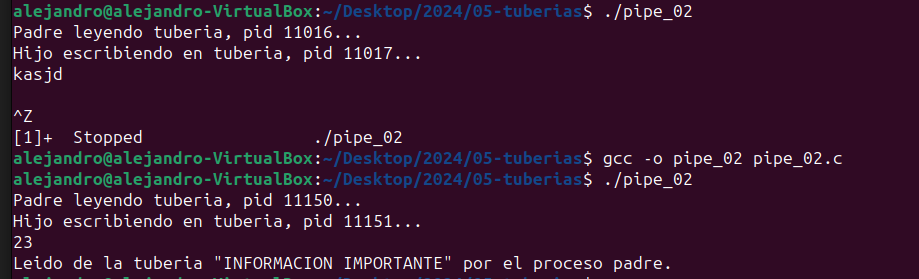 alejandro@alejandro-VirtualBox:~/Desktop/2024/05-tuberias$ ./pipe_02
Padre leyendo tuberia, pid 11016...
Hijo escribiendo en tuberia, pid 11017...
kasjd
^Z
[1]+  Stopped                 ./pipe_02
alejandro@alejandro-VirtualBox:~/Desktop/2024/05-tuberias$ gcc -o pipe_02 pipe_02.c
alejandro@alejandro-VirtualBox:~/Desktop/2024/05-tuberias$ ./pipe_02
Padre leyendo tuberia, pid 11150...
Hijo escribiendo en tuberia, pid 11151...
23
Leido de la tuberia "INFORMACION IMPORTANTE" por el proceso padre.